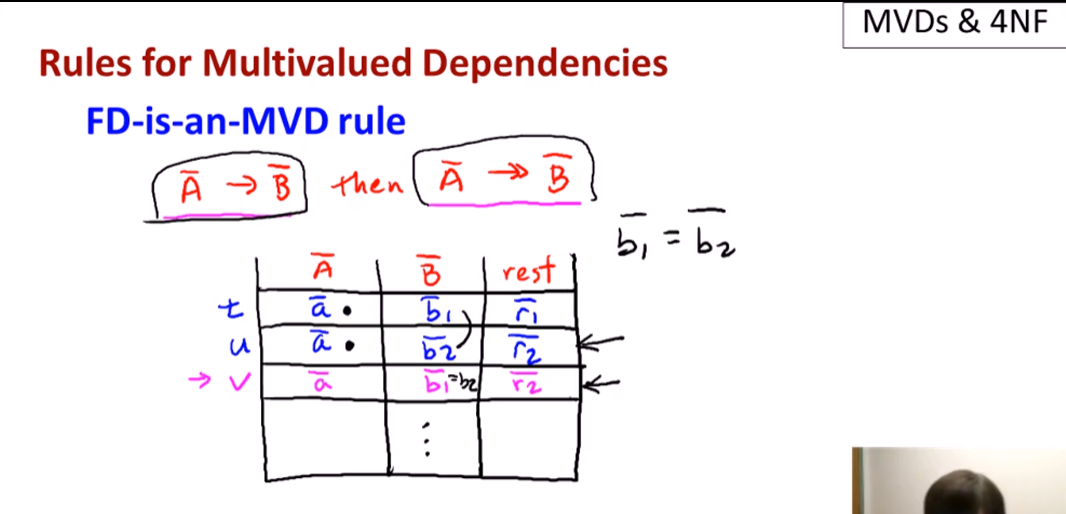 MVDs & 4NF
Rules for Multivalued Dependencies
FD-is-an-MVD rule
A̅ → B̅ then A̅ ↠ B̅
b̅₁ = b̅₂
A̅ B̅ rest
t a̅ • b̅₁ r̅₁
u a̅ • b̅₂ r̅₂ ←
→ v a̅ b̅₁=b₂ r̅₂ ←
⋮